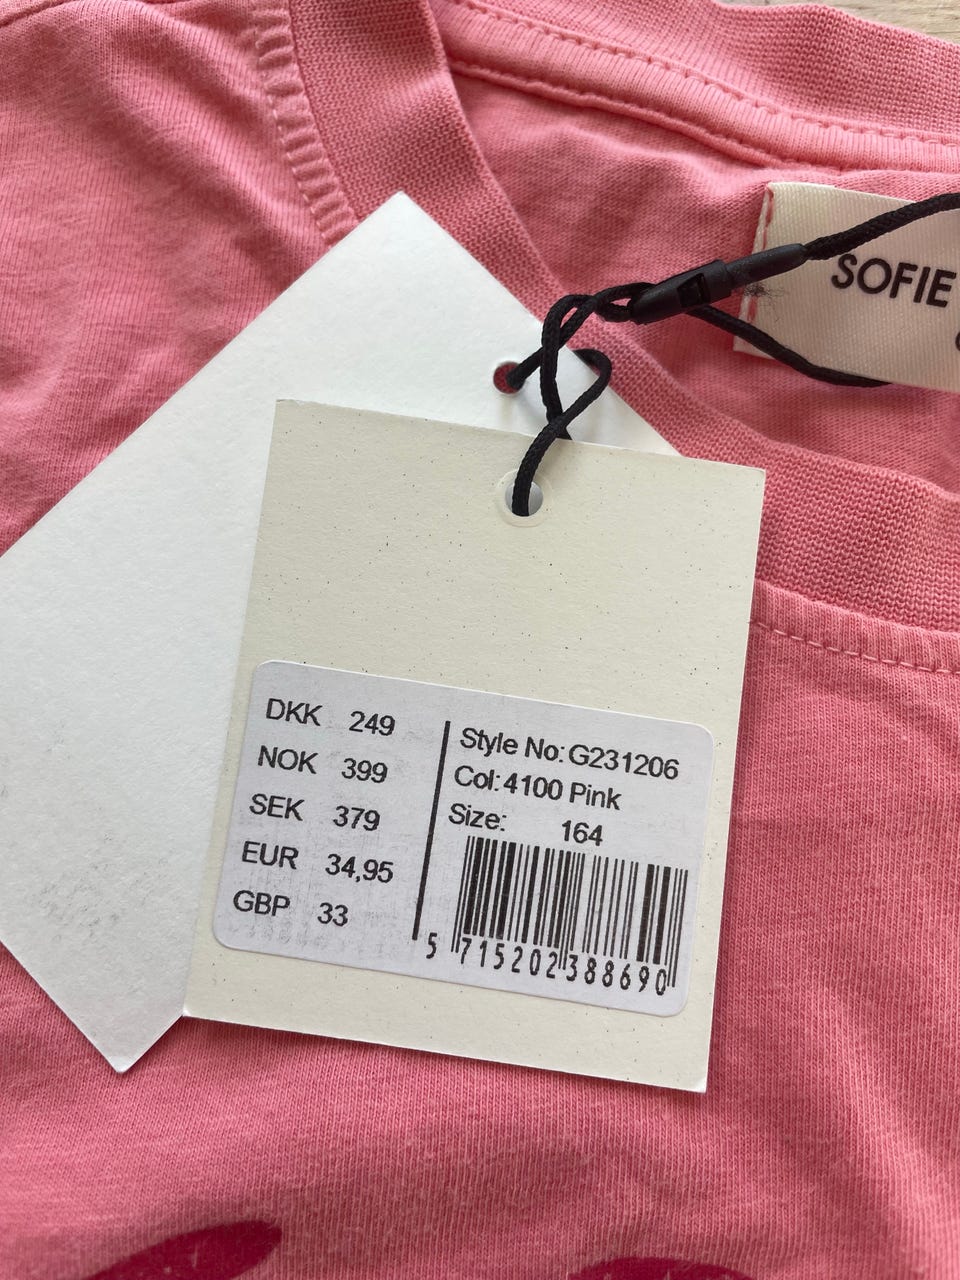 SOFIE
DKK 249
NOK 399
SEK 379
EUR 34,95
GBP 33
Style No: G231206
Col: 4100 Pink
Size: 164
5 715202 388690